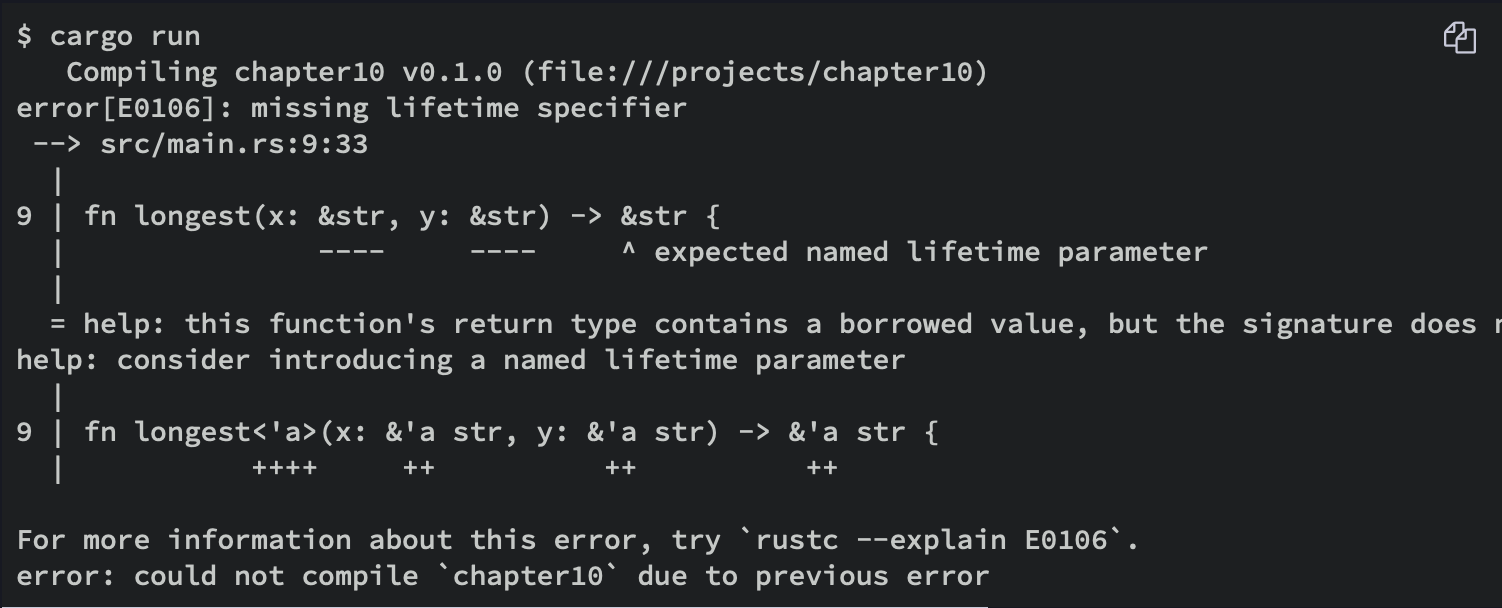 $ cargo run
   Compiling chapter10 v0.1.0 (file:///projects/chapter10)
error[E0106]: missing lifetime specifier
 --> src/main.rs:9:33
  |
9 | fn longest(x: &str, y: &str) -> &str {
  |               ----     ----     ^ expected named lifetime parameter
  |
  = help: this function's return type contains a borrowed value, but the signature does
help: consider introducing a named lifetime parameter
  |
9 | fn longest<'a>(x: &'a str, y: &'a str) -> &'a str {
  |           ++++     ++          ++          ++

For more information about this error, try `rustc --explain E0106`.
error: could not compile `chapter10` due to previous error